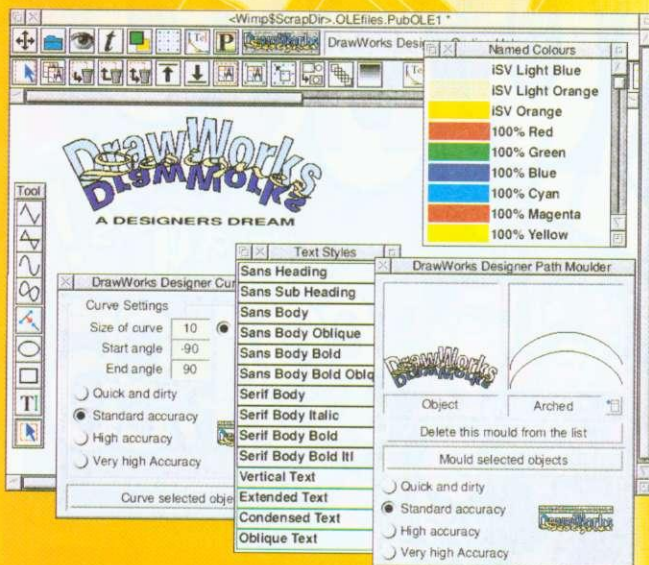 <Wimp$ScrapDir>.OLEfiles.PubOLE1 *
DrawWorks
Named Colours
iSV Light Blue
iSV Light Orange
iSV Orange
100% Red
100% Green
100% Blue
100% Cyan
100% Magenta
100% Yellow
DrawWorks
Designer
DrawWorks
A DESIGNERS DREAM
Tool
DrawWorks Designer Cur
Curve Settings
Size of curve 10
Start angle -90
End angle 90
Quick and dirty
Standard accuracy
High accuracy
Very high Accuracy
Curve selected obje
Text Styles
Sans Heading
Sans Sub Heading
Sans Body
Sans Body Oblique
Sans Body Bold
Sans Body Bold Oblq
Serif Body
Serif Body Italic
Serif Body Bold
Serif Body Bold Itl
Vertical Text
Extended Text
Condensed Text
Oblique Text
DrawWorks Designer Path Moulder
DrawWorks
Object
Arched
Delete this mould from the list
Mould selected objects
Quick and dirty
Standard accuracy
High accuracy
Very high Accuracy